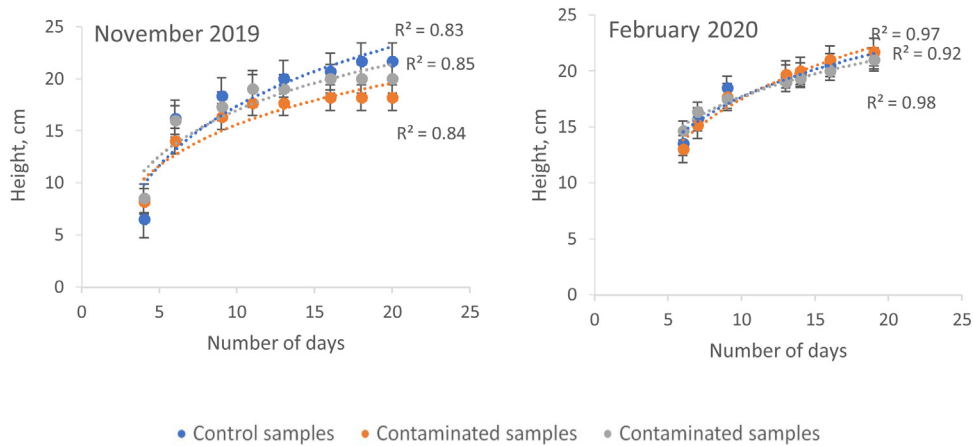 November 2019
R² = 0.83
R² = 0.85
R² = 0.84
Height, cm
25
20
15
10
5
0
0 5 10 15 20 25
Number of days
February 2020
R² = 0.97
R² = 0.92
R² = 0.98
Height, cm
25
20
15
10
5
0
0 5 10 15 20 25
Number of days
Control samples Contaminated samples Contaminated samples